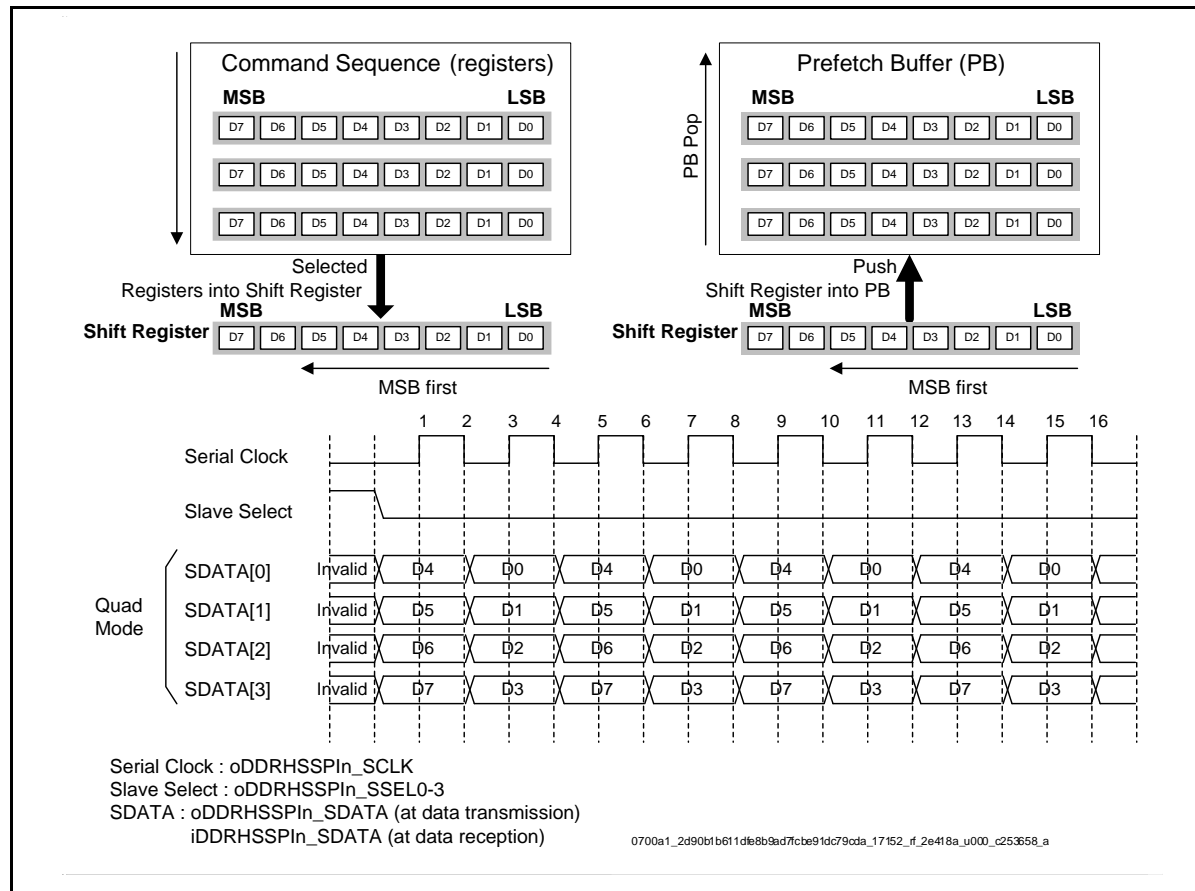 Command Sequence (registers)
MSB LSB
D7 D6 D5 D4 D3 D2 D1 D0
D7 D6 D5 D4 D3 D2 D1 D0
D7 D6 D5 D4 D3 D2 D1 D0
Selected
Registers into Shift Register
MSB LSB
Shift Register D7 D6 D5 D4 D3 D2 D1 D0
MSB first
Prefetch Buffer (PB)
PB Pop
MSB LSB
D7 D6 D5 D4 D3 D2 D1 D0
D7 D6 D5 D4 D3 D2 D1 D0
D7 D6 D5 D4 D3 D2 D1 D0
Push
Shift Register into PB
MSB LSB
Shift Register D7 D6 D5 D4 D3 D2 D1 D0
MSB first
1 2 3 4 5 6 7 8 9 10 11 12 13 14 15 16
Serial Clock
Slave Select
Quad
Mode
SDATA[0] Invalid D4 D0 D4 D0 D4 D0 D4 D0
SDATA[1] Invalid D5 D1 D5 D1 D5 D1 D5 D1
SDATA[2] Invalid D6 D2 D6 D2 D6 D2 D6 D2
SDATA[3] Invalid D7 D3 D7 D3 D7 D3 D7 D3
Serial Clock : oDDRHSSPIn_SCLK
Slave Select : oDDRHSSPIn_SSEL0-3
SDATA : oDDRHSSPIn_SDATA (at data transmission)
iDDRHSSPIn_SDATA (at data reception)
0700a1_2d90b1b611dfe8b9ad7fcbe91dc79cda_17152_rf_2e418a_u000_c253658_a